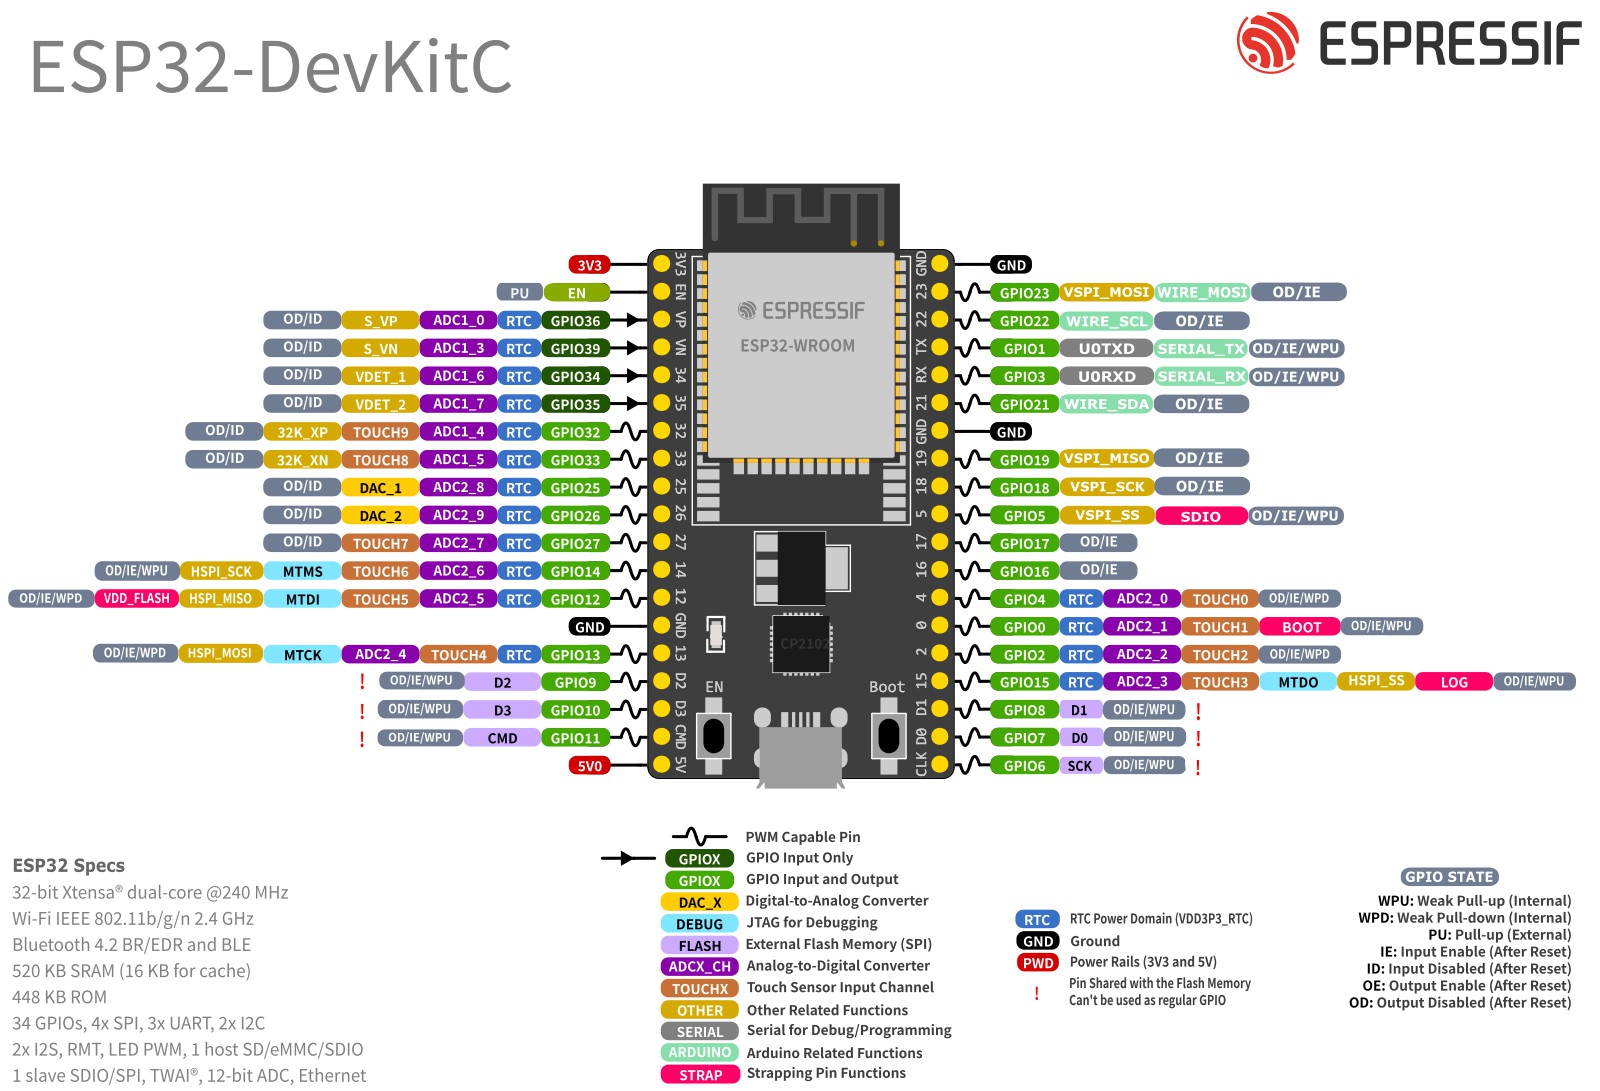 ESP32-DevKitC
ESPRESSIF
3V3 3V3 GND GND
PU EN EN 23 GPIO23 VSPI_MOSI WIRE_MOSI OD/IE
OD/ID S_VP ADC1_0 RTC GPIO36 VP 22 GPIO22 WIRE_SCL OD/IE
OD/ID S_VN ADC1_3 RTC GPIO39 VN TX GPIO1 U0TXD SERIAL_TX OD/IE/WPU
OD/ID VDET_1 ADC1_6 RTC GPIO34 34 RX GPIO3 U0RXD SERIAL_RX OD/IE/WPU
OD/ID VDET_2 ADC1_7 RTC GPIO35 35 21 GPIO21 WIRE_SDA OD/IE
OD/ID 32K_XP TOUCH9 ADC1_4 RTC GPIO32 32 GND GND
OD/ID 32K_XN TOUCH8 ADC1_5 RTC GPIO33 33 19 GPIO19 VSPI_MISO OD/IE
OD/ID DAC_1 ADC2_8 RTC GPIO25 25 18 GPIO18 VSPI_SCK OD/IE
OD/ID DAC_2 ADC2_9 RTC GPIO26 26 5 GPIO5 VSPI_SS SDIO OD/IE/WPU
OD/ID TOUCH7 ADC2_7 RTC GPIO27 27 17 GPIO17 OD/IE
OD/IE/WPU HSPI_SCK MTMS TOUCH6 ADC2_6 RTC GPIO14 14 16 GPIO16 OD/IE
OD/IE/WPD VDD_FLASH HSPI_MISO MTDI TOUCH5 ADC2_5 RTC GPIO12 12 4 GPIO4 RTC ADC2_0 TOUCH0 OD/IE/WPD
GND GND 0 GPIO0 RTC ADC2_1 TOUCH1 BOOT OD/IE/WPU
OD/IE/WPD HSPI_MOSI MTCK ADC2_4 TOUCH4 RTC GPIO13 13 2 GPIO2 RTC ADC2_2 TOUCH2 OD/IE/WPD
! OD/IE/WPU D2 GPIO9 D2 15 GPIO15 RTC ADC2_3 TOUCH3 MTDO HSPI_SS LOG OD/IE/WPU
! OD/IE/WPU D3 GPIO10 D3 D1 GPIO8 D1 OD/IE/WPU !
! OD/IE/WPU CMD GPIO11 CMD D0 GPIO7 D0 OD/IE/WPU !
5V0 5V CLK GPIO6 SCK OD/IE/WPU !
ESPRESSIF
ESP32-WROOM
CP2102
EN Boot
ESP32 Specs
32-bit Xtensa® dual-core @240 MHz
Wi-Fi IEEE 802.11b/g/n 2.4 GHz
Bluetooth 4.2 BR/EDR and BLE
520 KB SRAM (16 KB for cache)
448 KB ROM
34 GPIOs, 4x SPI, 3x UART, 2x I2C
2x I2S, RMT, LED PWM, 1 host SD/eMMC/SDIO
1 slave SDIO/SPI, TWAI®, 12-bit ADC, Ethernet
PWM Capable Pin
GPIOX GPIO Input Only
GPIOX GPIO Input and Output
DAC_X Digital-to-Analog Converter
DEBUG JTAG for Debugging
FLASH External Flash Memory (SPI)
ADCX_CH Analog-to-Digital Converter
TOUCHX Touch Sensor Input Channel
OTHER Other Related Functions
SERIAL Serial for Debug/Programming
ARDUINO Arduino Related Functions
STRAP Strapping Pin Functions
RTC RTC Power Domain (VDD3P3_RTC)
GND Ground
PWD Power Rails (3V3 and 5V)
! Pin Shared with the Flash Memory
Can't be used as regular GPIO
GPIO STATE
WPU: Weak Pull-up (Internal)
WPD: Weak Pull-down (Internal)
PU: Pull-up (External)
IE: Input Enable (After Reset)
ID: Input Disabled (After Reset)
OE: Output Enable (After Reset)
OD: Output Disabled (After Reset)